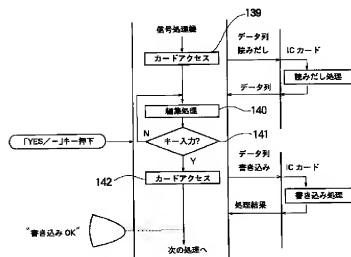 信号処理線
139
カードアクセス
データ列
読みだし
ICカード
読みだし処理
データ列
編集処理
140
N
キー入力?
141
「YES/ー」キー押下
Y
142
カードアクセス
データ列
書き込み
ICカード
書き込み処理
処理結果
"書き込みOK"
次の処理へ